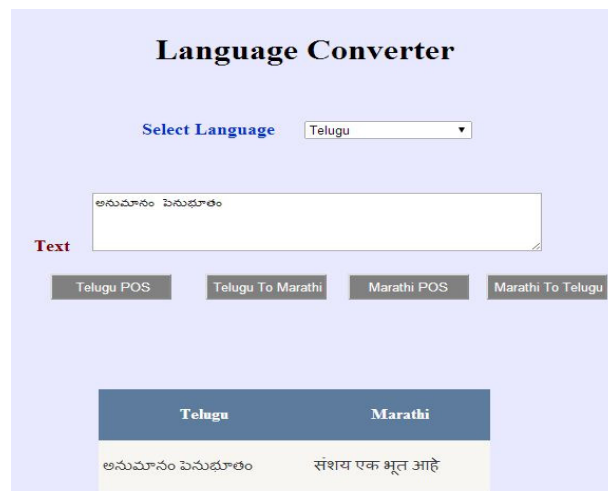 Language Converter
Select Language Telugu
అనుమానం పెనుభూతం
Text
Telugu POS Telugu To Marathi Marathi POS Marathi To Telugu
Telugu Marathi
అనుమానం పెనుభూతం संशय एक भूत आहे